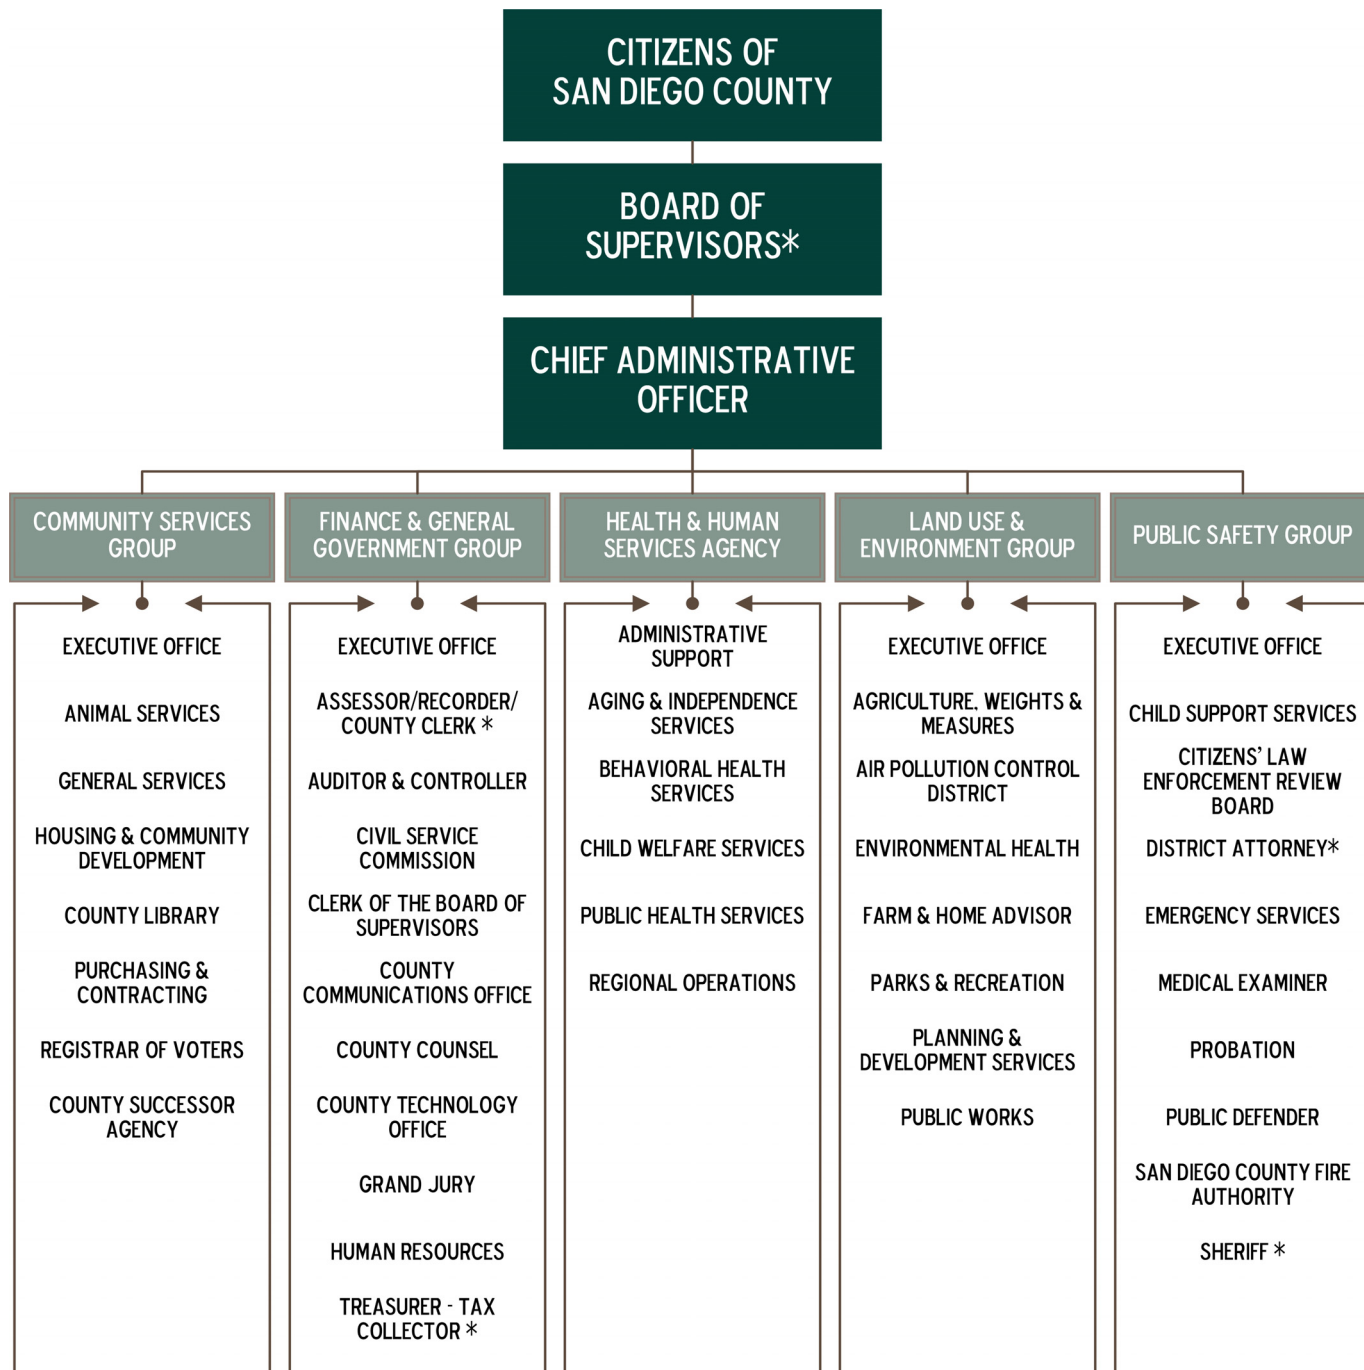 CITIZENS OF
SAN DIEGO COUNTY
BOARD OF
SUPERVISORS*
CHIEF ADMINISTRATIVE
OFFICER
COMMUNITY SERVICES
GROUP
EXECUTIVE OFFICE
ANIMAL SERVICES
GENERAL SERVICES
HOUSING & COMMUNITY
DEVELOPMENT
COUNTY LIBRARY
PURCHASING &
CONTRACTING
REGISTRAR OF VOTERS
COUNTY SUCCESSOR
AGENCY
FINANCE & GENERAL
GOVERNMENT GROUP
EXECUTIVE OFFICE
ASSESSOR/RECORDER/
COUNTY CLERK *
AUDITOR & CONTROLLER
CIVIL SERVICE
COMMISSION
CLERK OF THE BOARD OF
SUPERVISORS
COUNTY
COMMUNICATIONS OFFICE
COUNTY COUNSEL
COUNTY TECHNOLOGY
OFFICE
GRAND JURY
HUMAN RESOURCES
TREASURER - TAX
COLLECTOR *
HEALTH & HUMAN
SERVICES AGENCY
ADMINISTRATIVE
SUPPORT
AGING & INDEPENDENCE
SERVICES
BEHAVIORAL HEALTH
SERVICES
CHILD WELFARE SERVICES
PUBLIC HEALTH SERVICES
REGIONAL OPERATIONS
LAND USE &
ENVIRONMENT GROUP
EXECUTIVE OFFICE
AGRICULTURE, WEIGHTS &
MEASURES
AIR POLLUTION CONTROL
DISTRICT
ENVIRONMENTAL HEALTH
FARM & HOME ADVISOR
PARKS & RECREATION
PLANNING &
DEVELOPMENT SERVICES
PUBLIC WORKS
PUBLIC SAFETY GROUP
EXECUTIVE OFFICE
CHILD SUPPORT SERVICES
CITIZENS' LAW
ENFORCEMENT REVIEW
BOARD
DISTRICT ATTORNEY*
EMERGENCY SERVICES
MEDICAL EXAMINER
PROBATION
PUBLIC DEFENDER
SAN DIEGO COUNTY FIRE
AUTHORITY
SHERIFF *